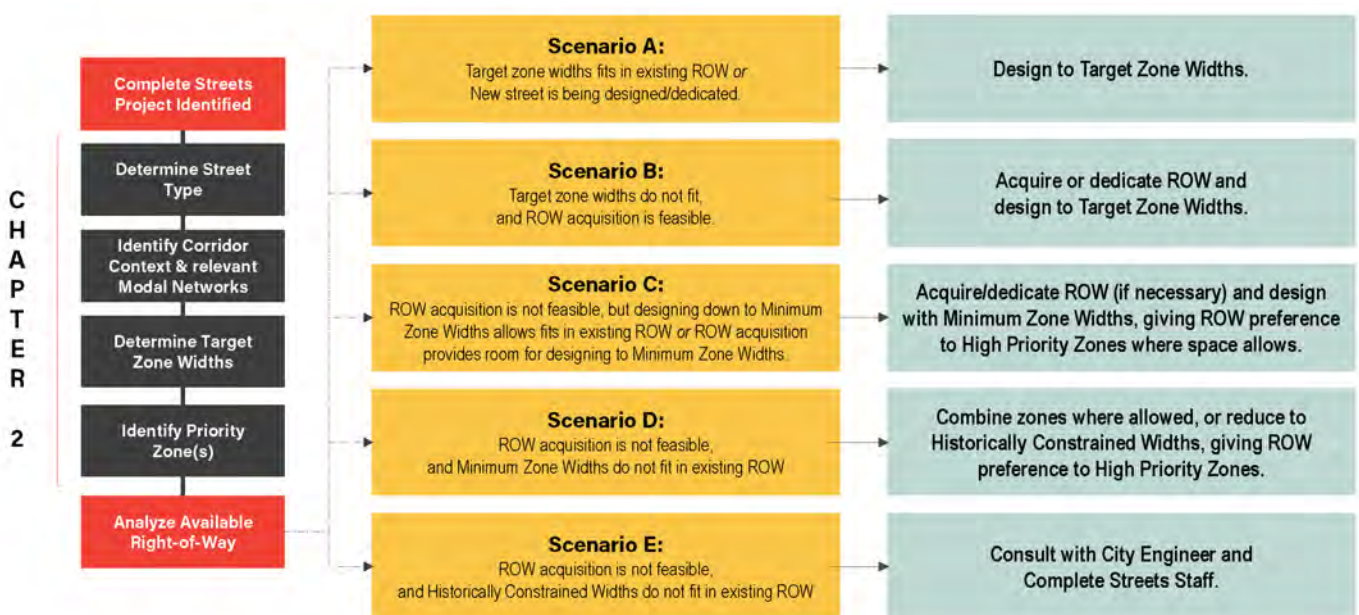 CHAPTER 2
Complete Streets
Project Identified
Determine Street
Type
Identify Corridor
Context & relevant
Modal Networks
Determine Target
Zone Widths
Identify Priority
Zone(s)
Analyze Available
Right-of-Way
Scenario A:
Target zone widths fits in existing ROW or
New street is being designed/dedicated.
Design to Target Zone Widths.
Scenario B:
Target zone widths do not fit,
and ROW acquisition is feasible.
Acquire or dedicate ROW and
design to Target Zone Widths.
Scenario C:
ROW acquisition is not feasible, but designing down to Minimum
Zone Widths allows fits in existing ROW or ROW acquisition
provides room for designing to Minimum Zone Widths.
Acquire/dedicate ROW (if necessary) and design
with Minimum Zone Widths, giving ROW preference
to High Priority Zones where space allows.
Scenario D:
ROW acquisition is not feasible,
and Minimum Zone Widths do not fit in existing ROW
Combine zones where allowed, or reduce to
Historically Constrained Widths, giving ROW
preference to High Priority Zones.
Scenario E:
ROW acquisition is not feasible,
and Historically Constrained Widths do not fit in existing ROW
Consult with City Engineer and
Complete Streets Staff.